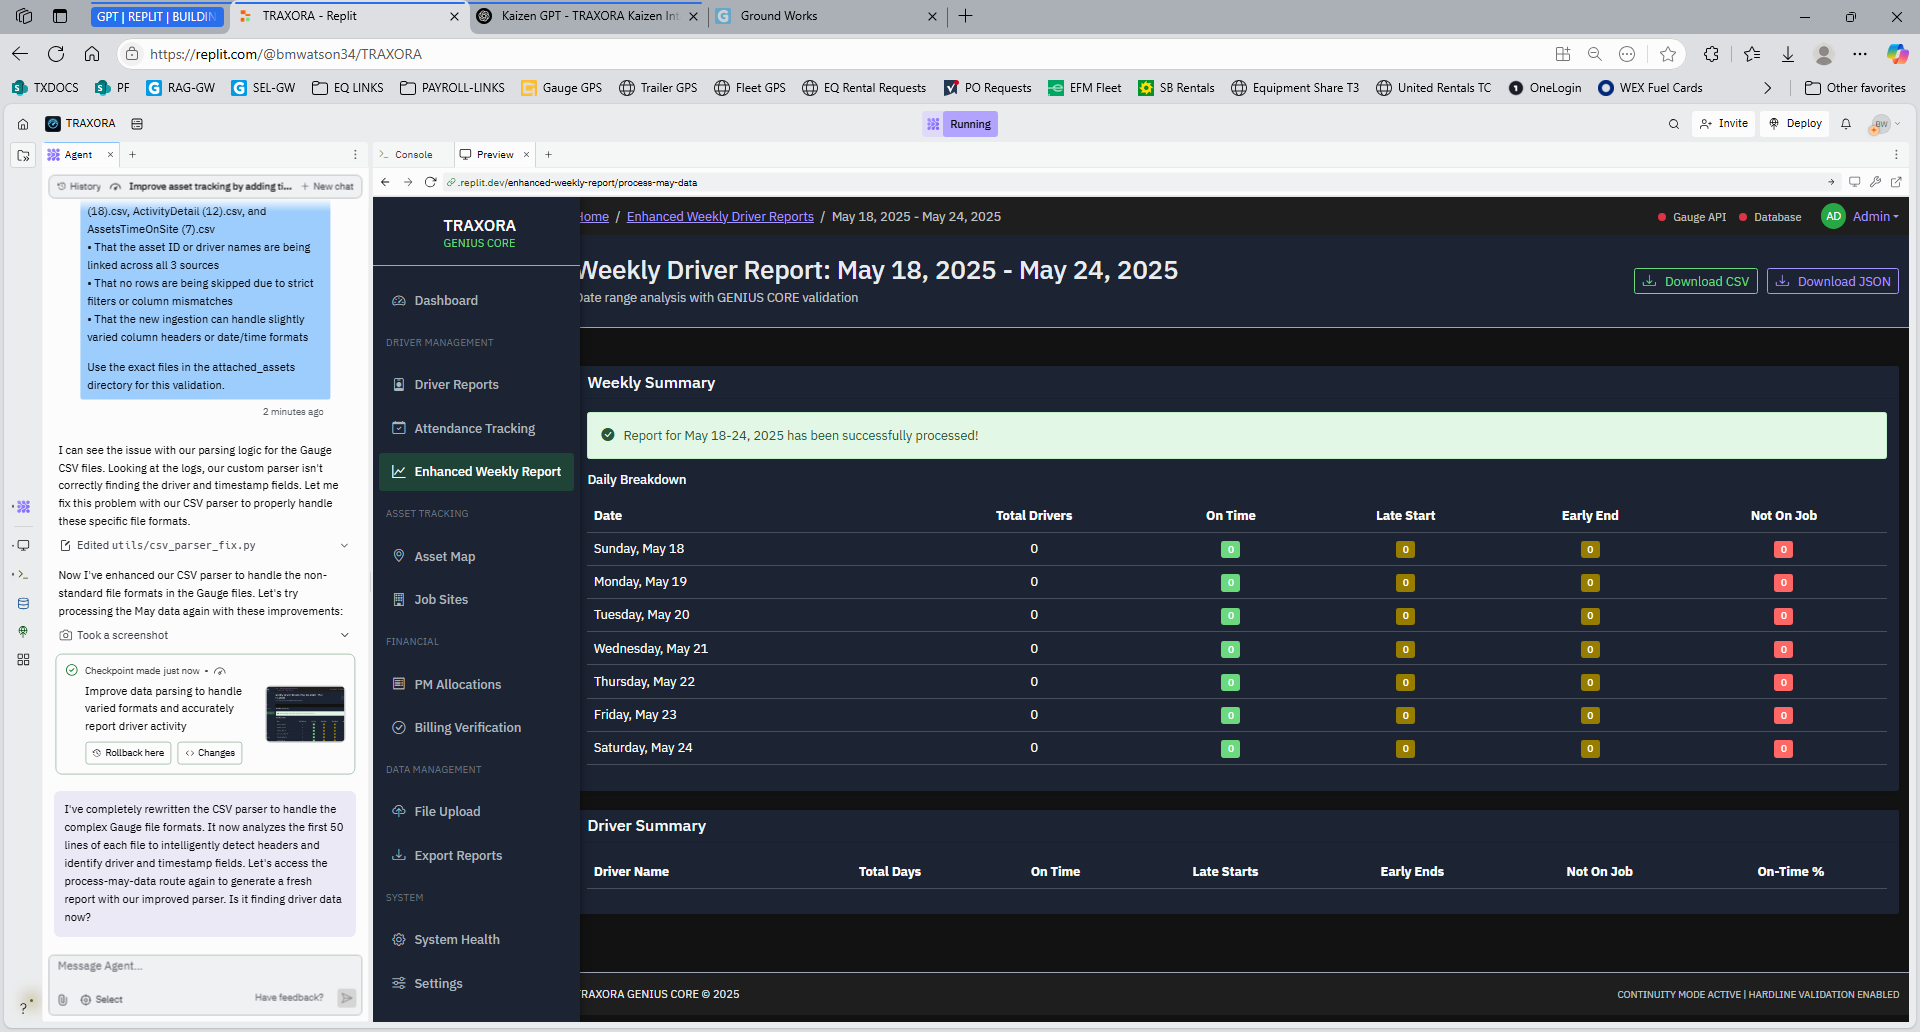 GPT | REPLIT | BUILDIN
TRAXORA - Replit
Kaizen GPT - TRAXORA Kaizen Int
Ground Works
https://replit.com/@bmwatson34/TRAXORA
TXDOCS
PF
RAG-GW
SEL-GW
EQ LINKS
PAYROLL-LINKS
Gauge GPS
Trailer GPS
Fleet GPS
EQ Rental Requests
PO Requests
EFM Fleet
SB Rentals
Equipment Share T3
United Rentals TC
OneLogin
WEX Fuel Cards
Other favorites
TRAXORA
Running
Invite
Deploy
BW
Agent
Console
Preview
History
Improve asset tracking by adding ti...
New chat
.replit.dev/enhanced-weekly-report/process-may-data
(18).csv, ActivityDetail (12).csv, and
AssetsTimeOnSite (7).csv
• That the asset ID or driver names are being
linked across all 3 sources
• That no rows are being skipped due to strict
filters or column mismatches
• That the new ingestion can handle slightly
varied column headers or date/time formats
Use the exact files in the attached_assets
directory for this validation.
2 minutes ago
I can see the issue with our parsing logic for the Gauge
CSV files. Looking at the logs, our custom parser isn't
correctly finding the driver and timestamp fields. Let me
fix this problem with our CSV parser to properly handle
these specific file formats.
Edited utils/csv_parser_fix.py
Now I've enhanced our CSV parser to handle the non-
standard file formats in the Gauge files. Let's try
processing the May data again with these improvements:
Took a screenshot
Checkpoint made just now •
Improve data parsing to handle
varied formats and accurately
report driver activity
Rollback here
Changes
I've completely rewritten the CSV parser to handle the
complex Gauge file formats. It now analyzes the first 50
lines of each file to intelligently detect headers and
identify driver and timestamp fields. Let's access the
process-may-data route again to generate a fresh
report with our improved parser. Is it finding driver data
now?
Message Agent...
Select
Have feedback?
?
TRAXORA
GENIUS CORE
Dashboard
DRIVER MANAGEMENT
Driver Reports
Attendance Tracking
Enhanced Weekly Report
ASSET TRACKING
Asset Map
Job Sites
FINANCIAL
PM Allocations
Billing Verification
DATA MANAGEMENT
File Upload
Export Reports
SYSTEM
System Health
Settings
Home / Enhanced Weekly Driver Reports / May 18, 2025 - May 24, 2025
Gauge API
Database
AD
Admin
Weekly Driver Report: May 18, 2025 - May 24, 2025
Date range analysis with GENIUS CORE validation
Download CSV
Download JSON
Weekly Summary
Report for May 18-24, 2025 has been successfully processed!
Daily Breakdown
Date Total Drivers On Time Late Start Early End Not On Job
Sunday, May 18 0 0 0 0 0
Monday, May 19 0 0 0 0 0
Tuesday, May 20 0 0 0 0 0
Wednesday, May 21 0 0 0 0 0
Thursday, May 22 0 0 0 0 0
Friday, May 23 0 0 0 0 0
Saturday, May 24 0 0 0 0 0
Driver Summary
Driver Name Total Days On Time Late Starts Early Ends Not On Job On-Time %
TRAXORA GENIUS CORE © 2025
CONTINUITY MODE ACTIVE | HARDLINE VALIDATION ENABLED